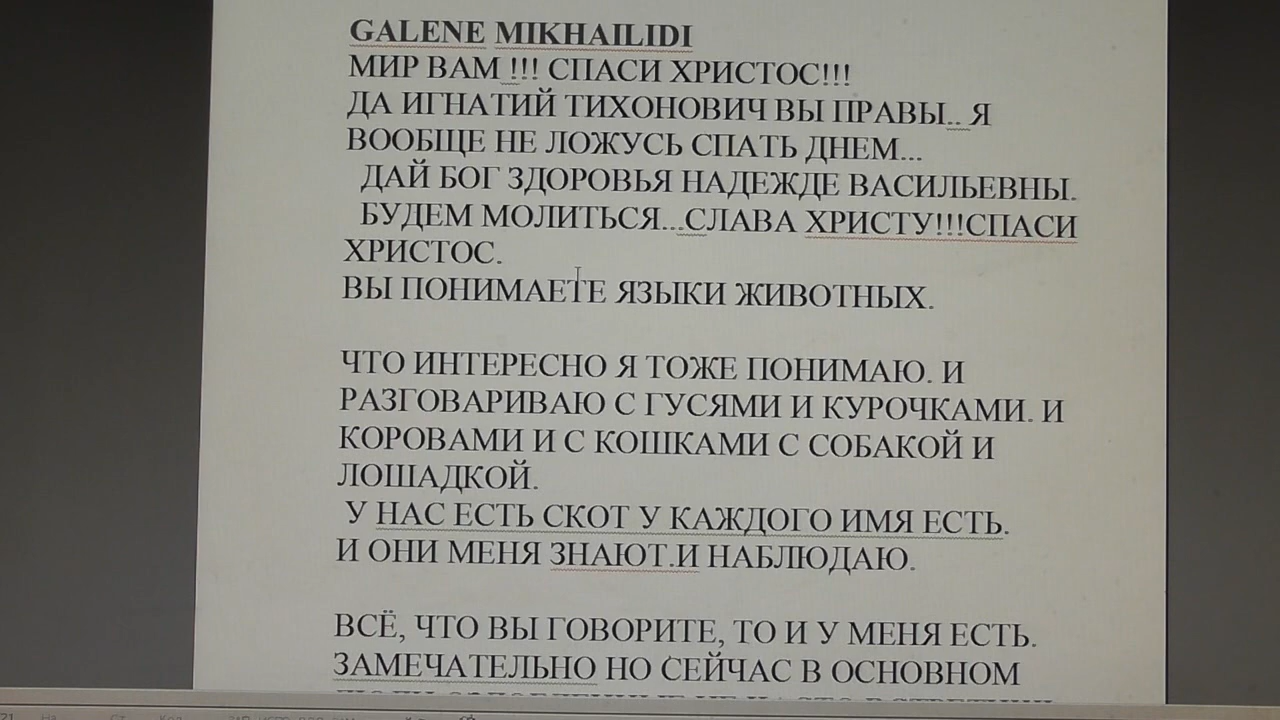 GALENE MIKHAILIDI
МИР ВАМ !!! СПАСИ ХРИСТОС!!!
ДА ИГНАТИЙ ТИХОНОВИЧ ВЫ ПРАВЫ.. Я
ВООБЩЕ НЕ ЛОЖУСЬ СПАТЬ ДНЕМ...
ДАЙ БОГ ЗДОРОВЬЯ НАДЕЖДЕ ВАСИЛЬЕВНЫ.
БУДЕМ МОЛИТЬСЯ...СЛАВА ХРИСТУ!!!СПАСИ
ХРИСТОС.
ВЫ ПОНИМАЕТЕ ЯЗЫКИ ЖИВОТНЫХ.
ЧТО ИНТЕРЕСНО Я ТОЖЕ ПОНИМАЮ. И
РАЗГОВАРИВАЮ С ГУСЯМИ И КУРОЧКАМИ. И
КОРОВАМИ И С КОШКАМИ С СОБАКОЙ И
ЛОШАДКОЙ.
У НАС ЕСТЬ СКОТ У КАЖДОГО ИМЯ ЕСТЬ.
И ОНИ МЕНЯ ЗНАЮТ.И НАБЛЮДАЮ.
ВСЁ, ЧТО ВЫ ГОВОРИТЕ, ТО И У МЕНЯ ЕСТЬ.
ЗАМЕЧАТЕЛЬНО НО СЕЙЧАС В ОСНОВНОМ